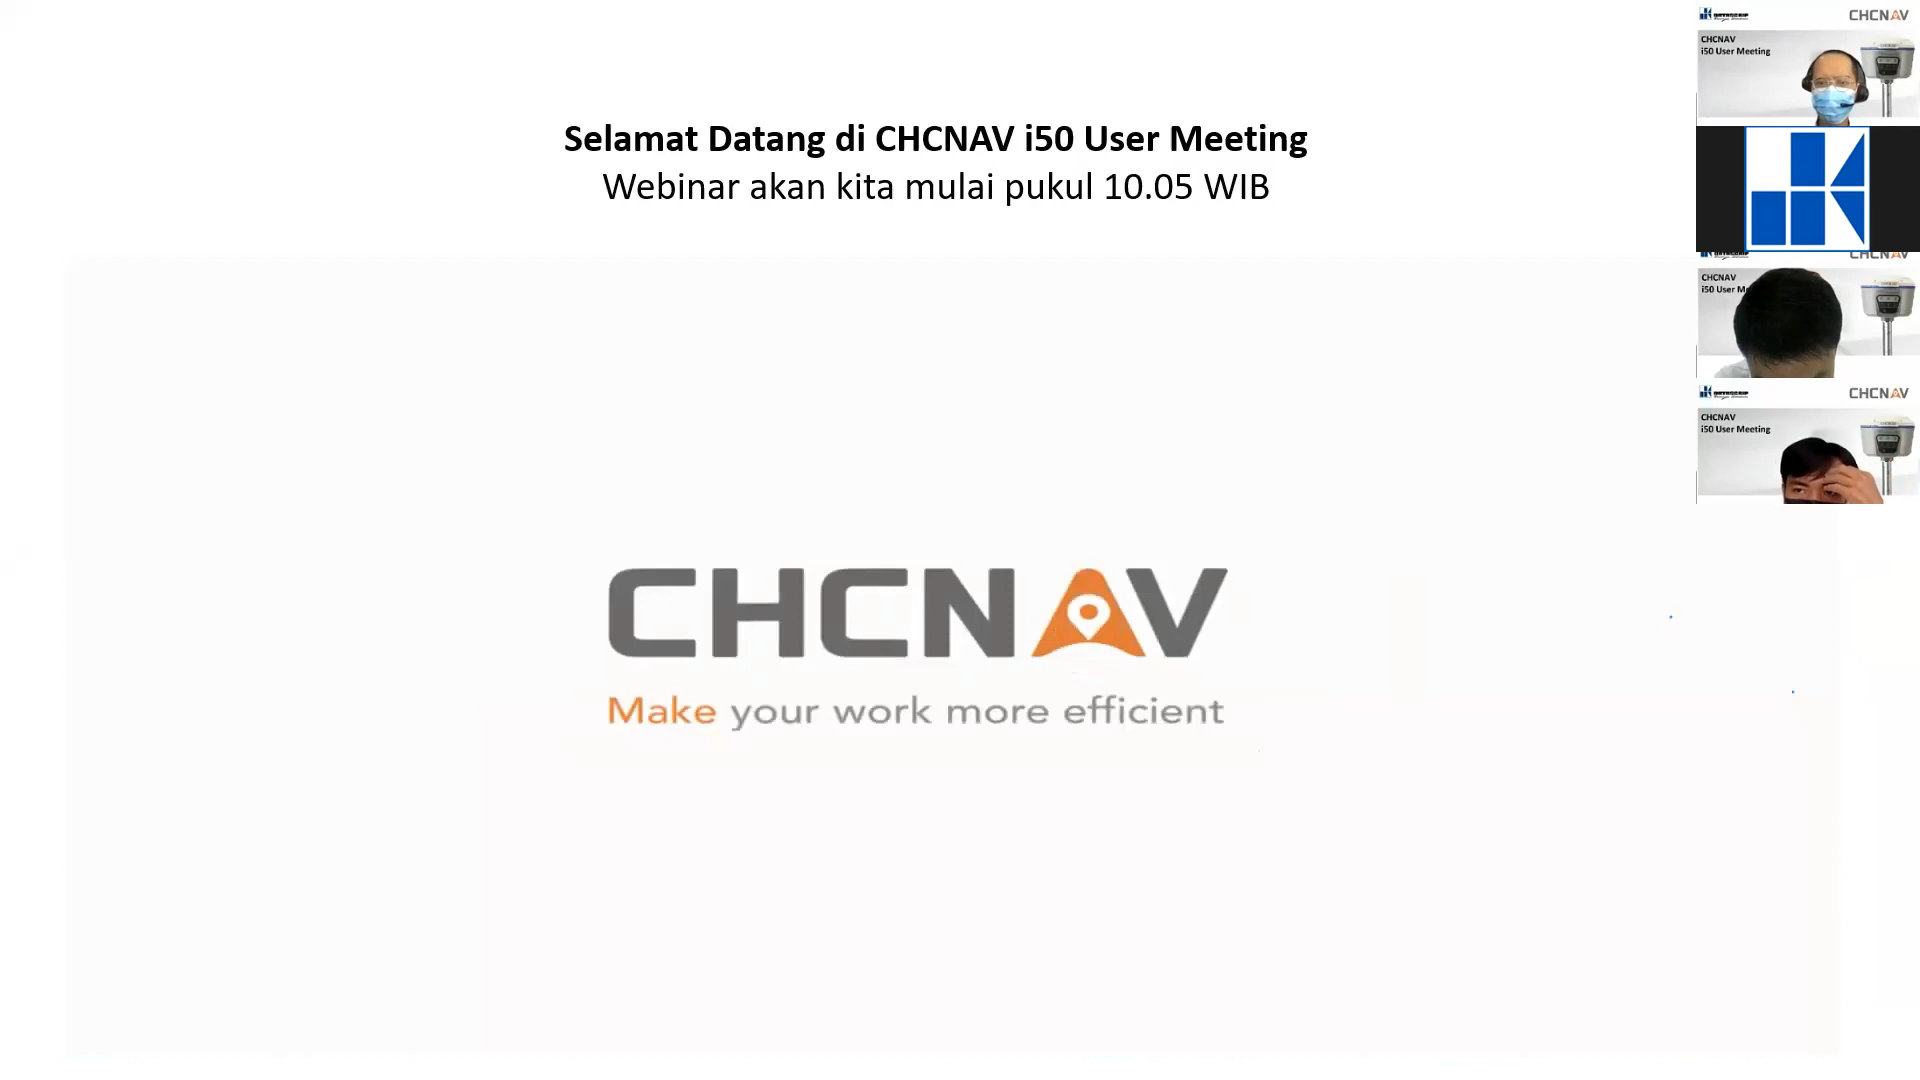 Selamat Datang di CHCNAV i50 User Meeting
Webinar akan kita mulai pukul 10.05 WIB
CHCNAV
Make your work more efficient
CHCNAV
CHCNAV
i50 User Meeting
CHCNAV
CHCNAV
i50 User
CHCNAV
CHCNAV
i50 User Meeting